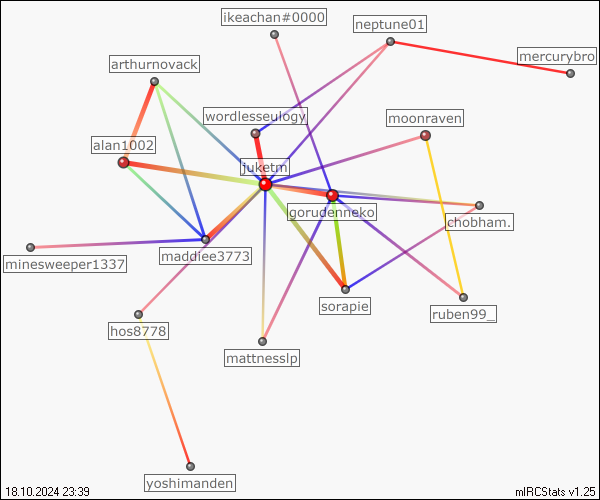 ikeachan#0000
neptune01
mercurybro
arthurnovack
wordlesseulogy
moonraven
alan1002
juketm
gorudenneko
chobham.
maddiee3773
minesweeper1337
sorapie
ruben99_
hos8778
mattnesslp
yoshimanden
18.10.2024 23:39
mIRCStats v1.25